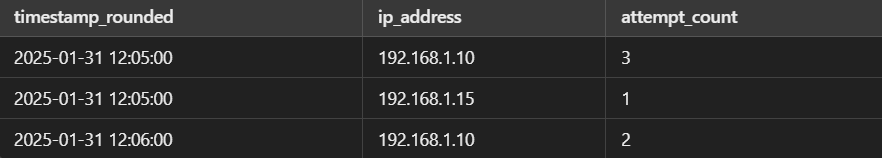 timestamp_rounded ip_address attempt_count
2025-01-31 12:05:00 192.168.1.10 3
2025-01-31 12:05:00 192.168.1.15 1
2025-01-31 12:06:00 192.168.1.10 2